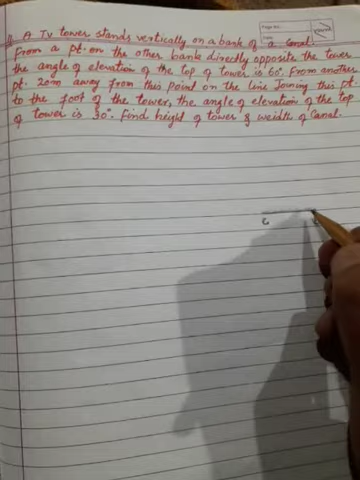 A TV tower stands vertically on a bank of a canal.
From a pt. on the other bank directly opposite the tower
the angle of elevation of the top of tower is 60°. From another
pt. 20m away from this point on the line Joining this pt.
to the foot of the tower, the angle of elevation of the top
of tower is 30°. Find height of tower & weidth of Canal.
C